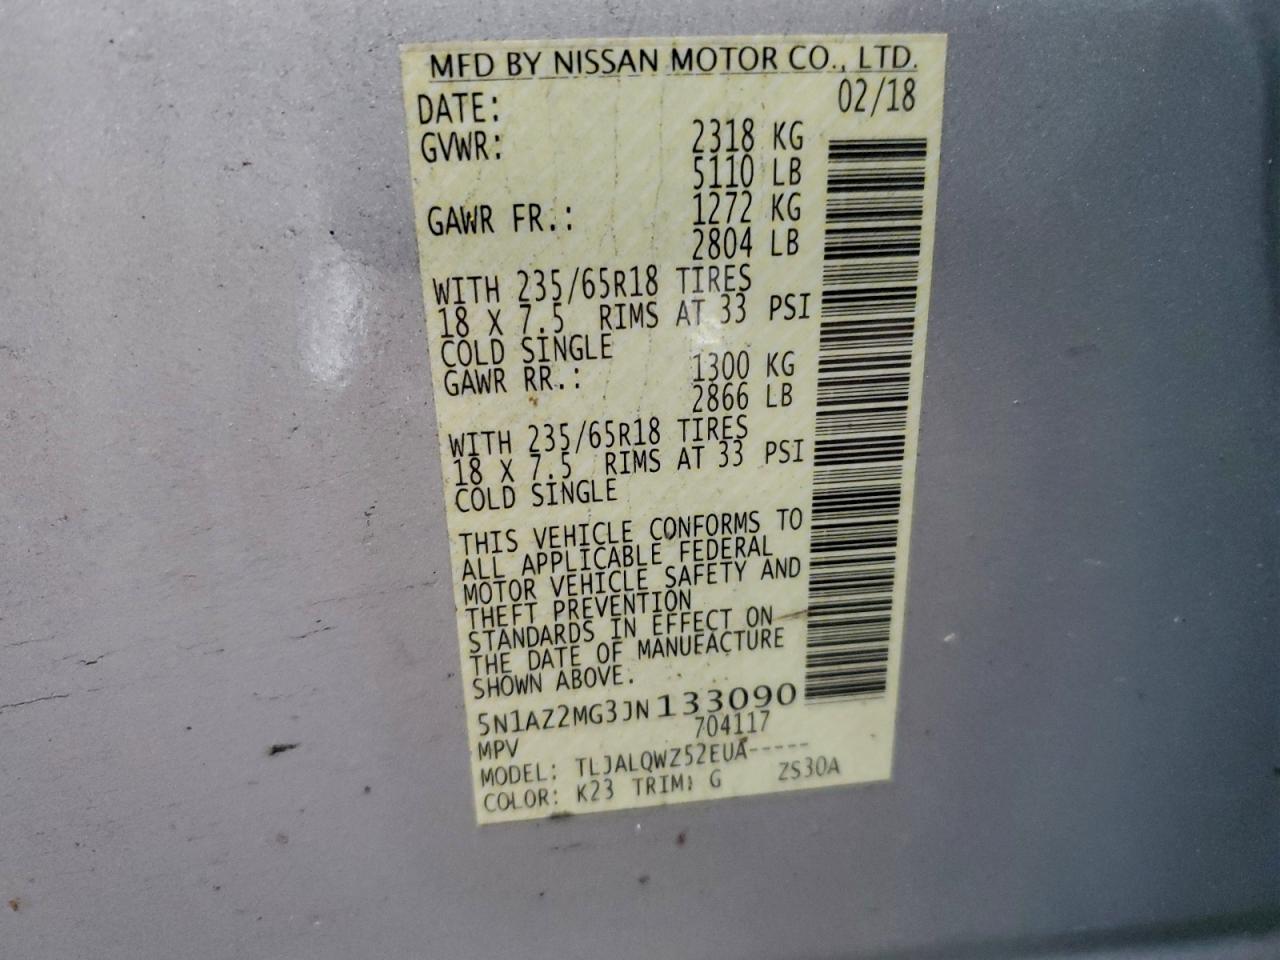 MFD BY NISSAN MOTOR CO., LTD.
DATE: 02/18
GVWR: 2318 KG
5110 LB
GAWR FR.: 1272 KG
2804 LB
WITH 235/65R18 TIRES
18 X 7.5 RIMS AT 33 PSI
COLD SINGLE
GAWR RR.: 1300 KG
2866 LB
WITH 235/65R18 TIRES
18 X 7.5 RIMS AT 33 PSI
COLD SINGLE
THIS VEHICLE CONFORMS TO
ALL APPLICABLE FEDERAL
MOTOR VEHICLE SAFETY AND
THEFT PREVENTION
STANDARDS IN EFFECT ON
THE DATE OF MANUFACTURE
SHOWN ABOVE.
5N1AZ2MG3JN133090
MPV 704117
MODEL: TLJALQWZ52EUA-----
COLOR: K23 TRIM: G ZS30A